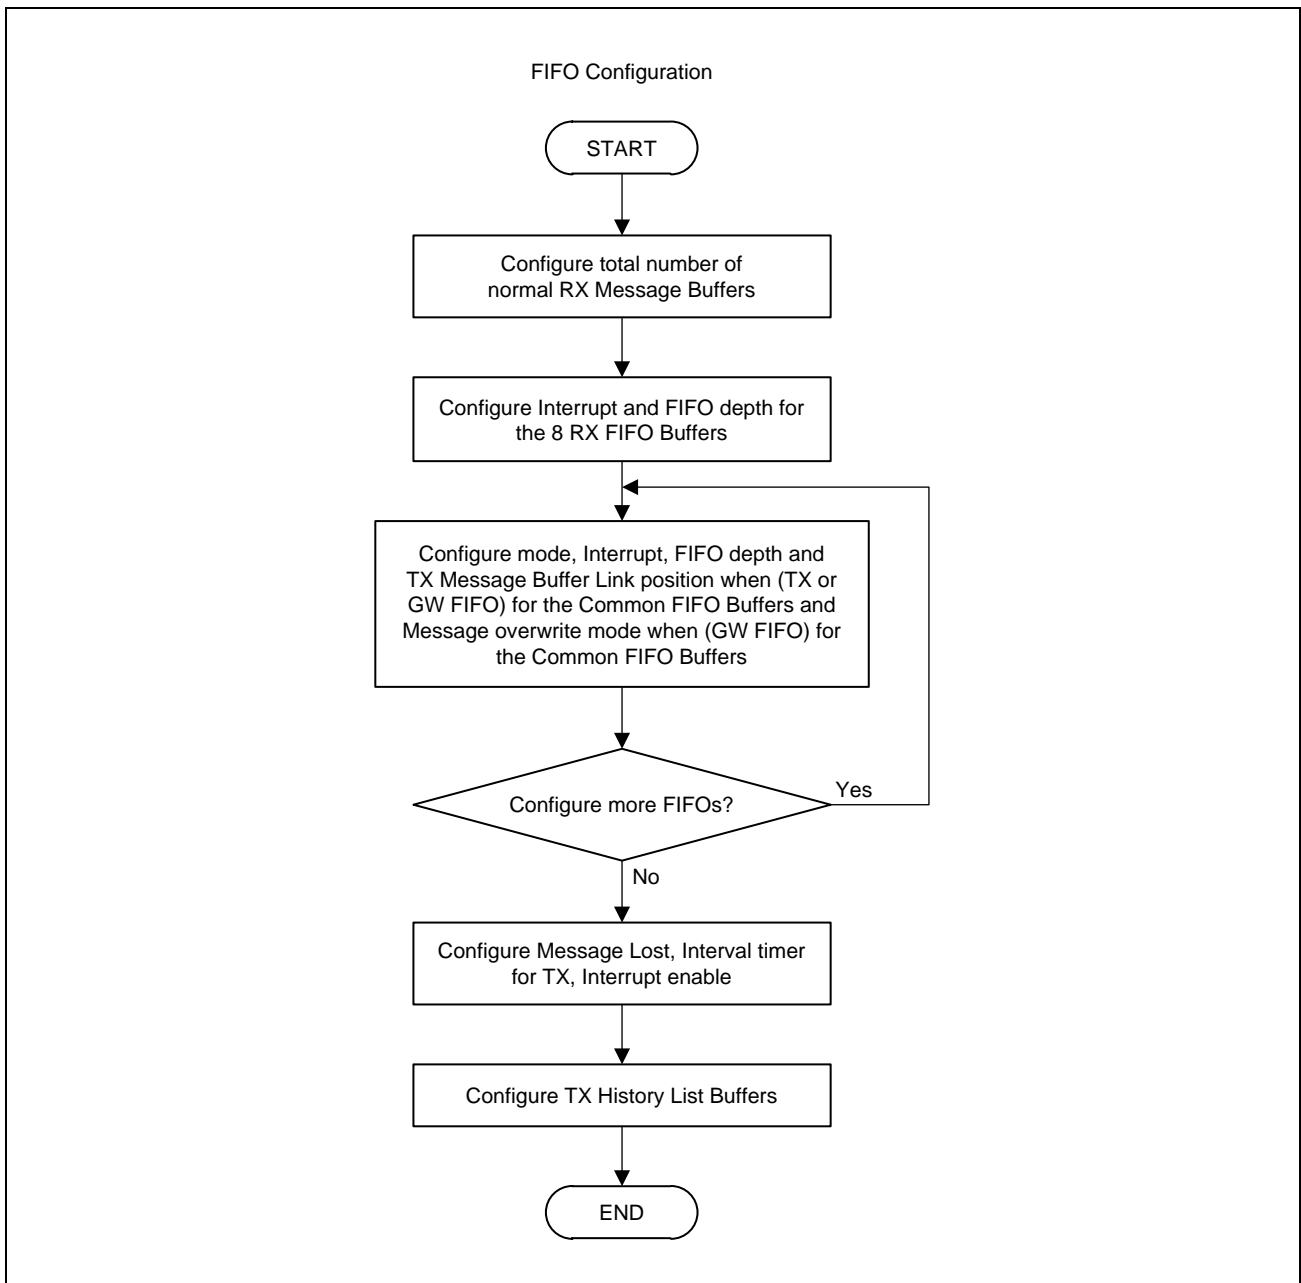 FIFO Configuration
START
Configure total number of
normal RX Message Buffers
Configure Interrupt and FIFO depth for
the 8 RX FIFO Buffers
Configure mode, Interrupt, FIFO depth and
TX Message Buffer Link position when (TX or
GW FIFO) for the Common FIFO Buffers and
Message overwrite mode when (GW FIFO) for
the Common FIFO Buffers
Configure more FIFOs?
Yes
No
Configure Message Lost, Interval timer
for TX, Interrupt enable
Configure TX History List Buffers
END